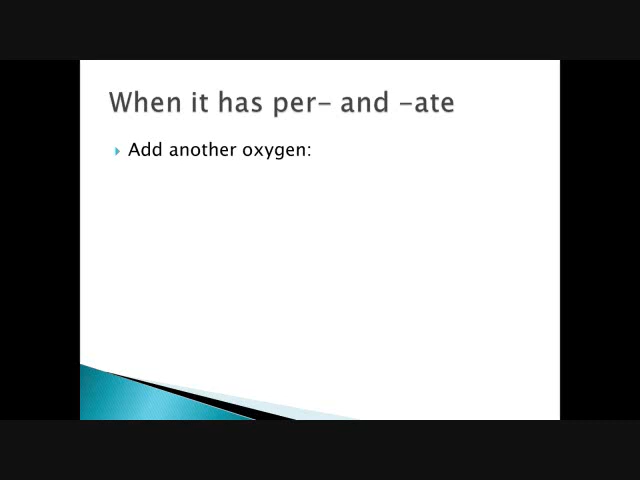 When it has per– and –ate
Add another oxygen: